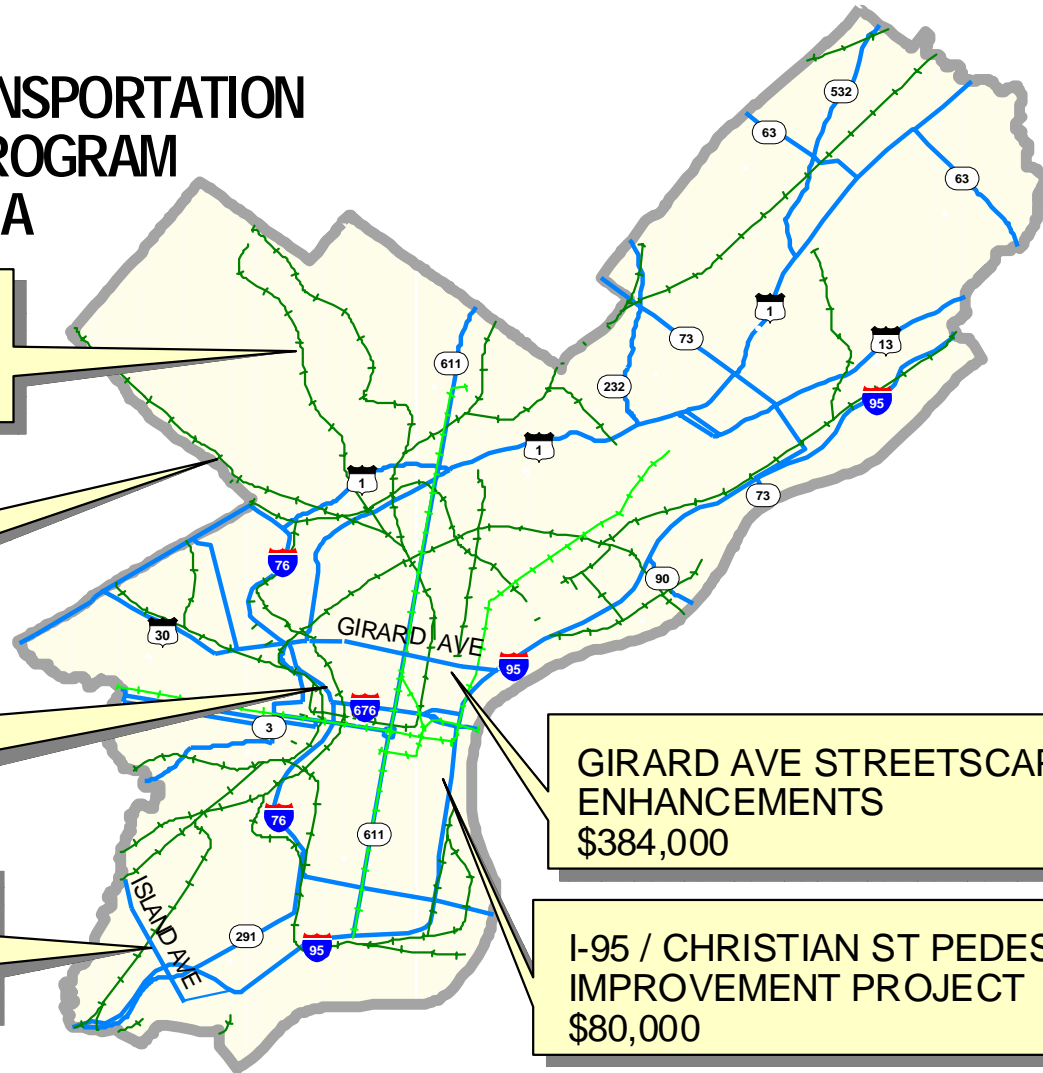 NSPORTATION
ROGRAM
A
532
63
63
1
73
13
611
232
95
1
1
73
76
90
30
GIRARD AVE
95
676
3
GIRARD AVE STREETSCAP
ENHANCEMENTS
$384,000
76
611
ISLAND AVE
291
95
I-95 / CHRISTIAN ST PEDES
IMPROVEMENT PROJECT
$80,000